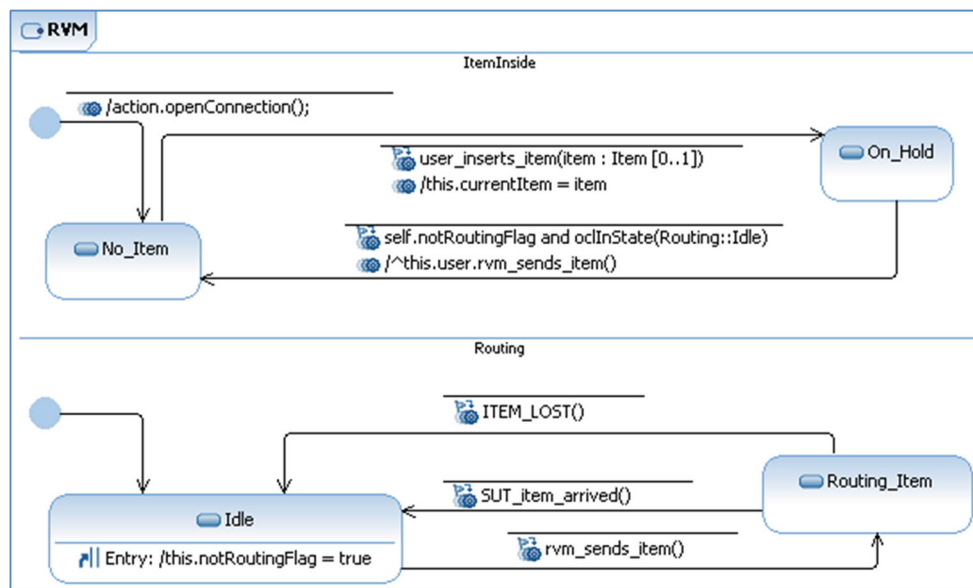 RVM
ItemInside
/action.openConnection();
user_inserts_item(item : Item [0..1])
/this.currentItem = item
On_Hold
No_Item
self.notRoutingFlag and oclInState(Routing::Idle)
/^this.user.rvm_sends_item()
Routing
ITEM_LOST()
Routing_Item
SUT_item_arrived()
Idle
Entry: /this.notRoutingFlag = true
rvm_sends_item()